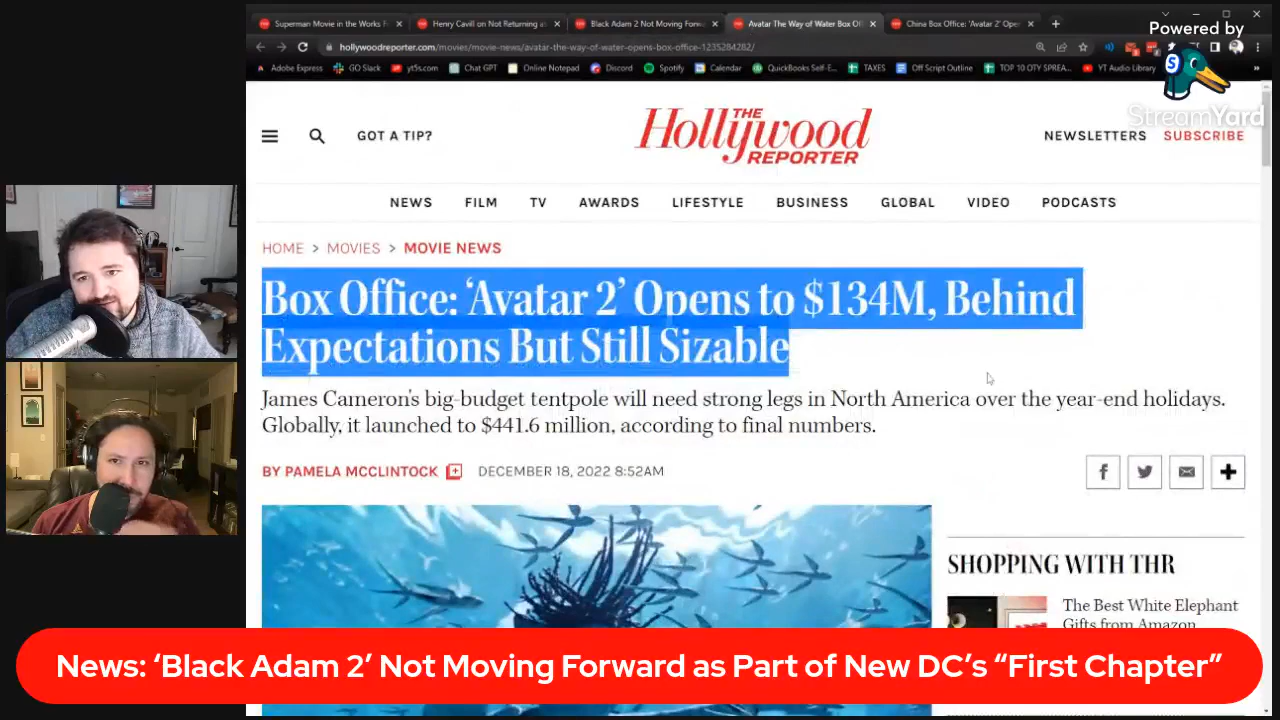 Superman Movie in the Works F
Henry Cavill on Not Returning a
Black Adam 2 Not Moving Forw
Avatar The Way of Water Box Of
China Box Office: 'Avatar 2' Ope
Powered by
StreamYard
hollywoodreporter.com/movies/movie-news/avatar-the-way-of-water-opens-box-office-1235284282/
Adobe Express
GO Slack
yt5s.com
Chat GPT
Online Notepad
Discord
Spotify
Calendar
QuickBooks Self-E...
TAXES
Off Script Outline
TOP 10 OTY SPREA...
YT Audio Library
GOT A TIP?
THE
Hollywood
REPORTER
NEWSLETTERS
SUBSCRIBE
NEWS
FILM
TV
AWARDS
LIFESTYLE
BUSINESS
GLOBAL
VIDEO
PODCASTS
HOME > MOVIES > MOVIE NEWS
Box Office: ‘Avatar 2’ Opens to $134M, Behind
Expectations But Still Sizable
James Cameron's big-budget tentpole will need strong legs in North America over the year-end holidays.
Globally, it launched to $441.6 million, according to final numbers.
BY PAMELA MCCLINTOCK
DECEMBER 18, 2022 8:52AM
SHOPPING WITH THR
The Best White Elephant
Gifts from Amazon
News: ‘Black Adam 2’ Not Moving Forward as Part of New DC’s “First Chapter”